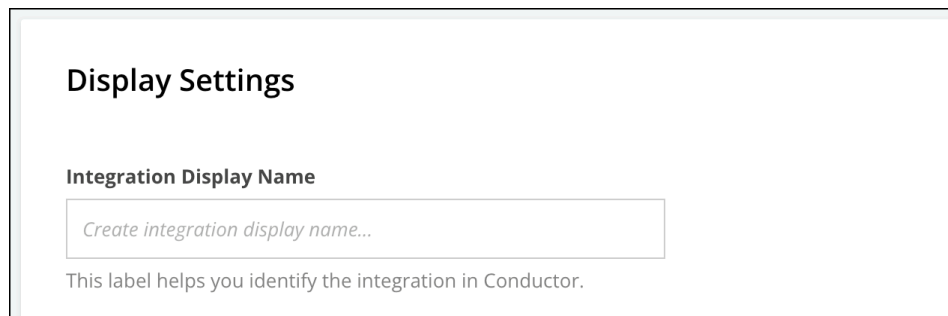 Display Settings
Integration Display Name
Create integration display name...
This label helps you identify the integration in Conductor.